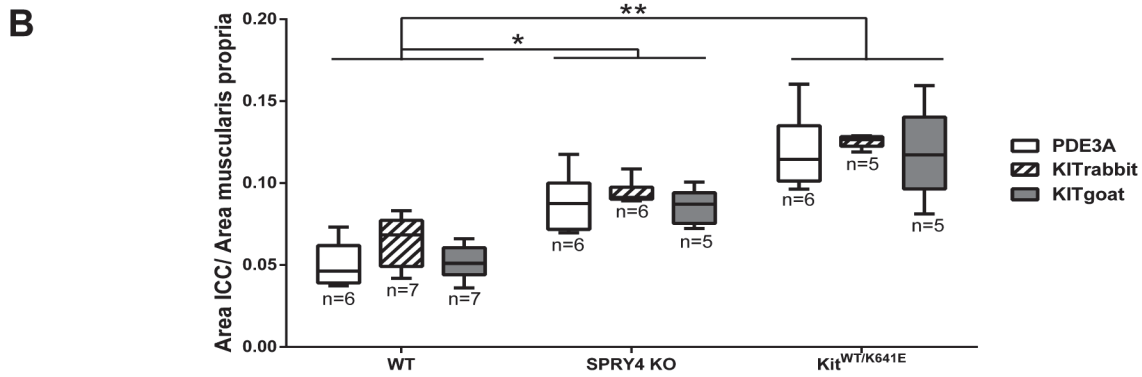 B
Area ICC/ Area muscularis propria
0.20
0.15
0.10
0.05
0.00
**
*
n=6
n=7
n=7
n=6
n=6
n=5
n=6
n=5
n=5
WT
SPRY4 KO
Kit^WT/K641E
PDE3A
KITrabbit
KITgoat